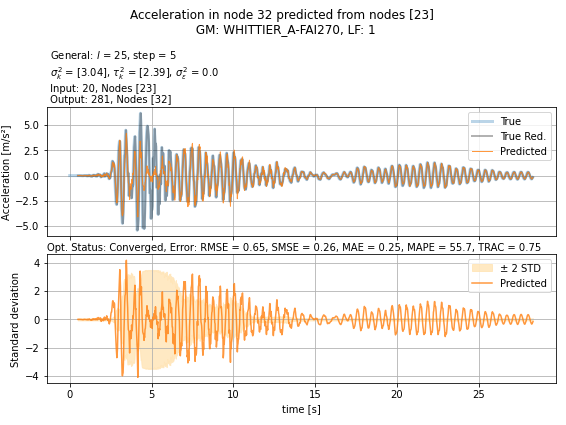 Acceleration in node 32 predicted from nodes [23]
GM: WHITTIER_A-FAI270, LF: 1
General: l = 25, step = 5
σ²ₖ = [3.04], τ²ₖ = [2.39], σ²ε = 0.0
Input: 20, Nodes [23]
Output: 281, Nodes [32]
Acceleration [m/s²]
5.0
2.5
0.0
−2.5
−5.0
True
True Red.
Predicted
Opt. Status: Converged, Error: RMSE = 0.65, SMSE = 0.26, MAE = 0.25, MAPE = 55.7, TRAC = 0.75
Standard deviation
4
2
0
−2
−4
± 2 STD
Predicted
0 5 10 15 20 25
time [s]